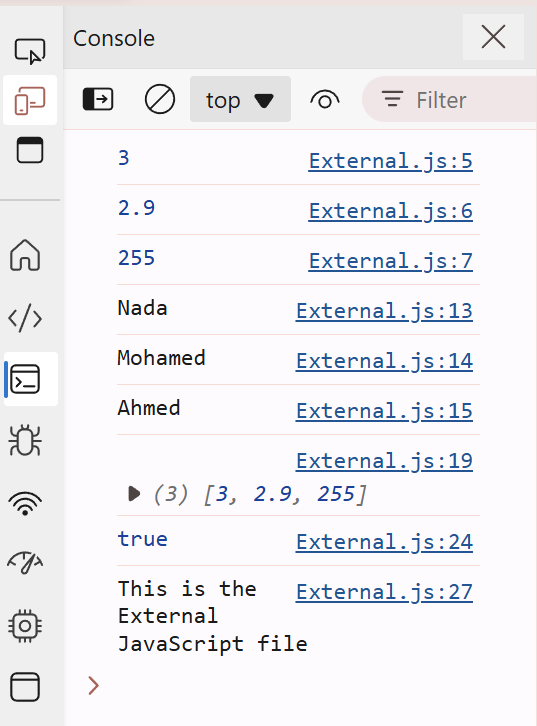 Console
top Filter
3 External.js:5
2.9 External.js:6
255 External.js:7
Nada External.js:13
Mohamed External.js:14
Ahmed External.js:15
External.js:19
(3) [3, 2.9, 255]
true External.js:24
This is the External.js:27
External
JavaScript file